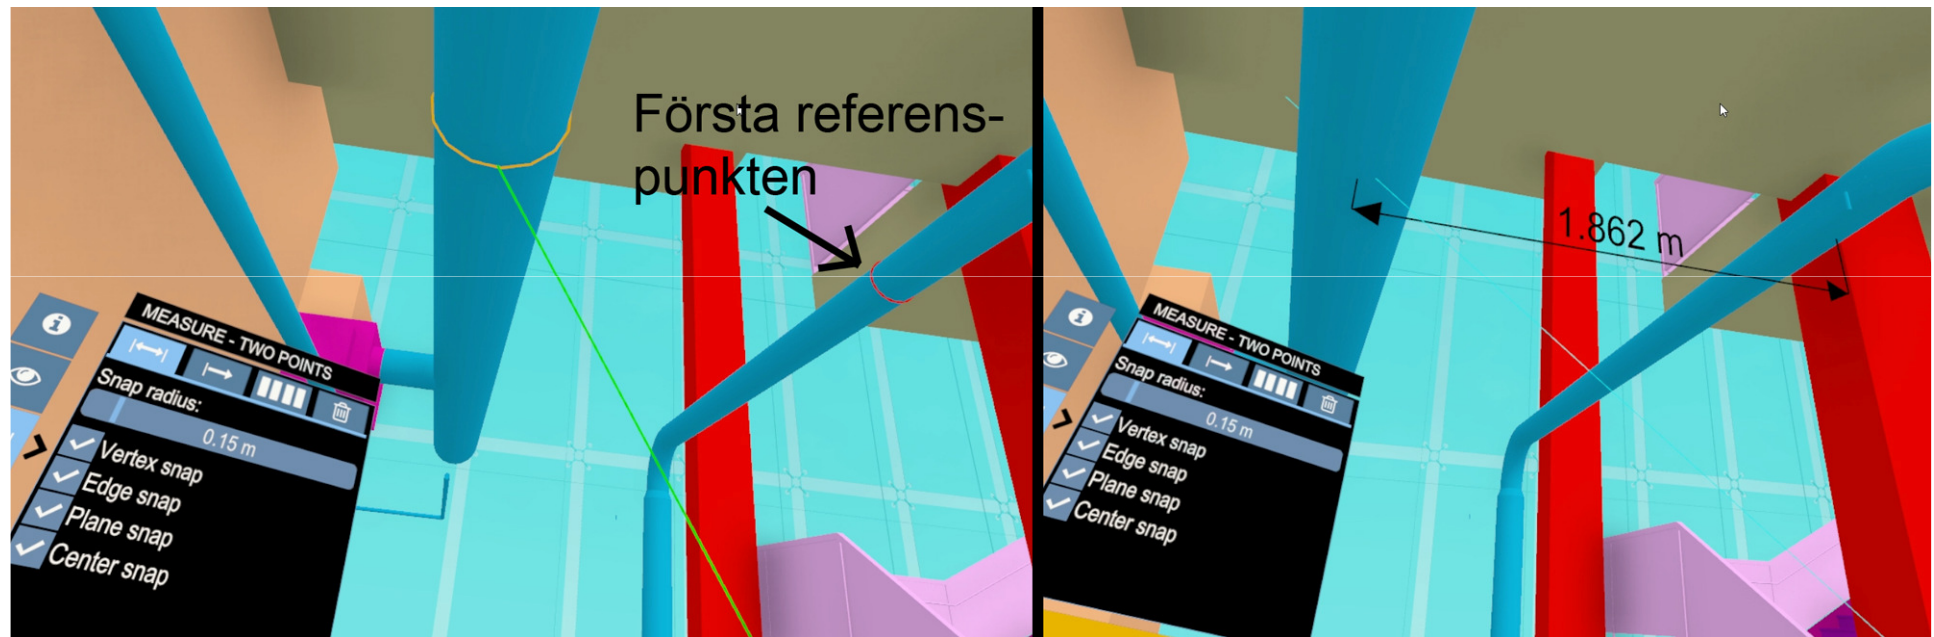 Första referens-
punkten
MEASURE - TWO POINTS
Snap radius:
0.15 m
Vertex snap
Edge snap
Plane snap
Center snap
1.862 m
MEASURE - TWO POINTS
Snap radius:
0.15 m
Vertex snap
Edge snap
Plane snap
Center snap